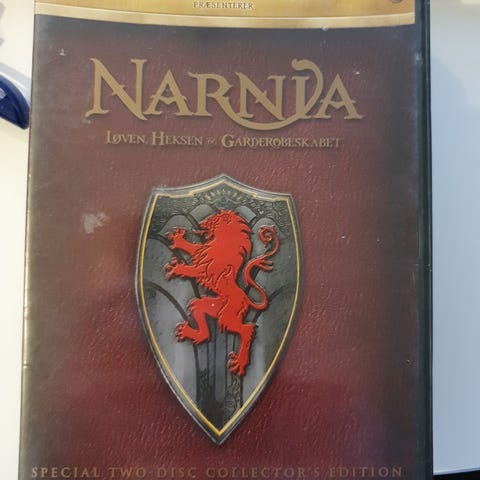 PRÆSENTERER
NARNIA
LØVEN, HEKSEN OG GARDEROBESKABET
SPECIAL TWO-DISC COLLECTOR'S EDITION